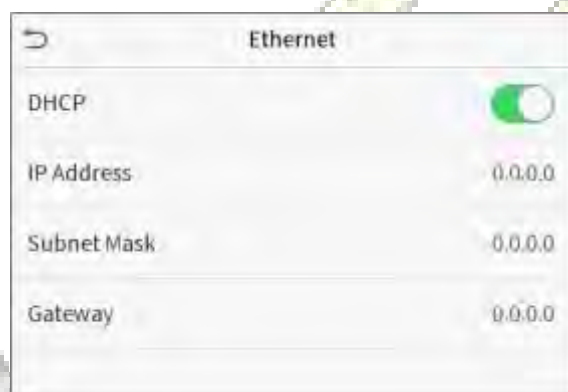 Ethernet
DHCP
IP Address 0.0.0.0
Subnet Mask 0.0.0.0
Gateway 0.0.0.0